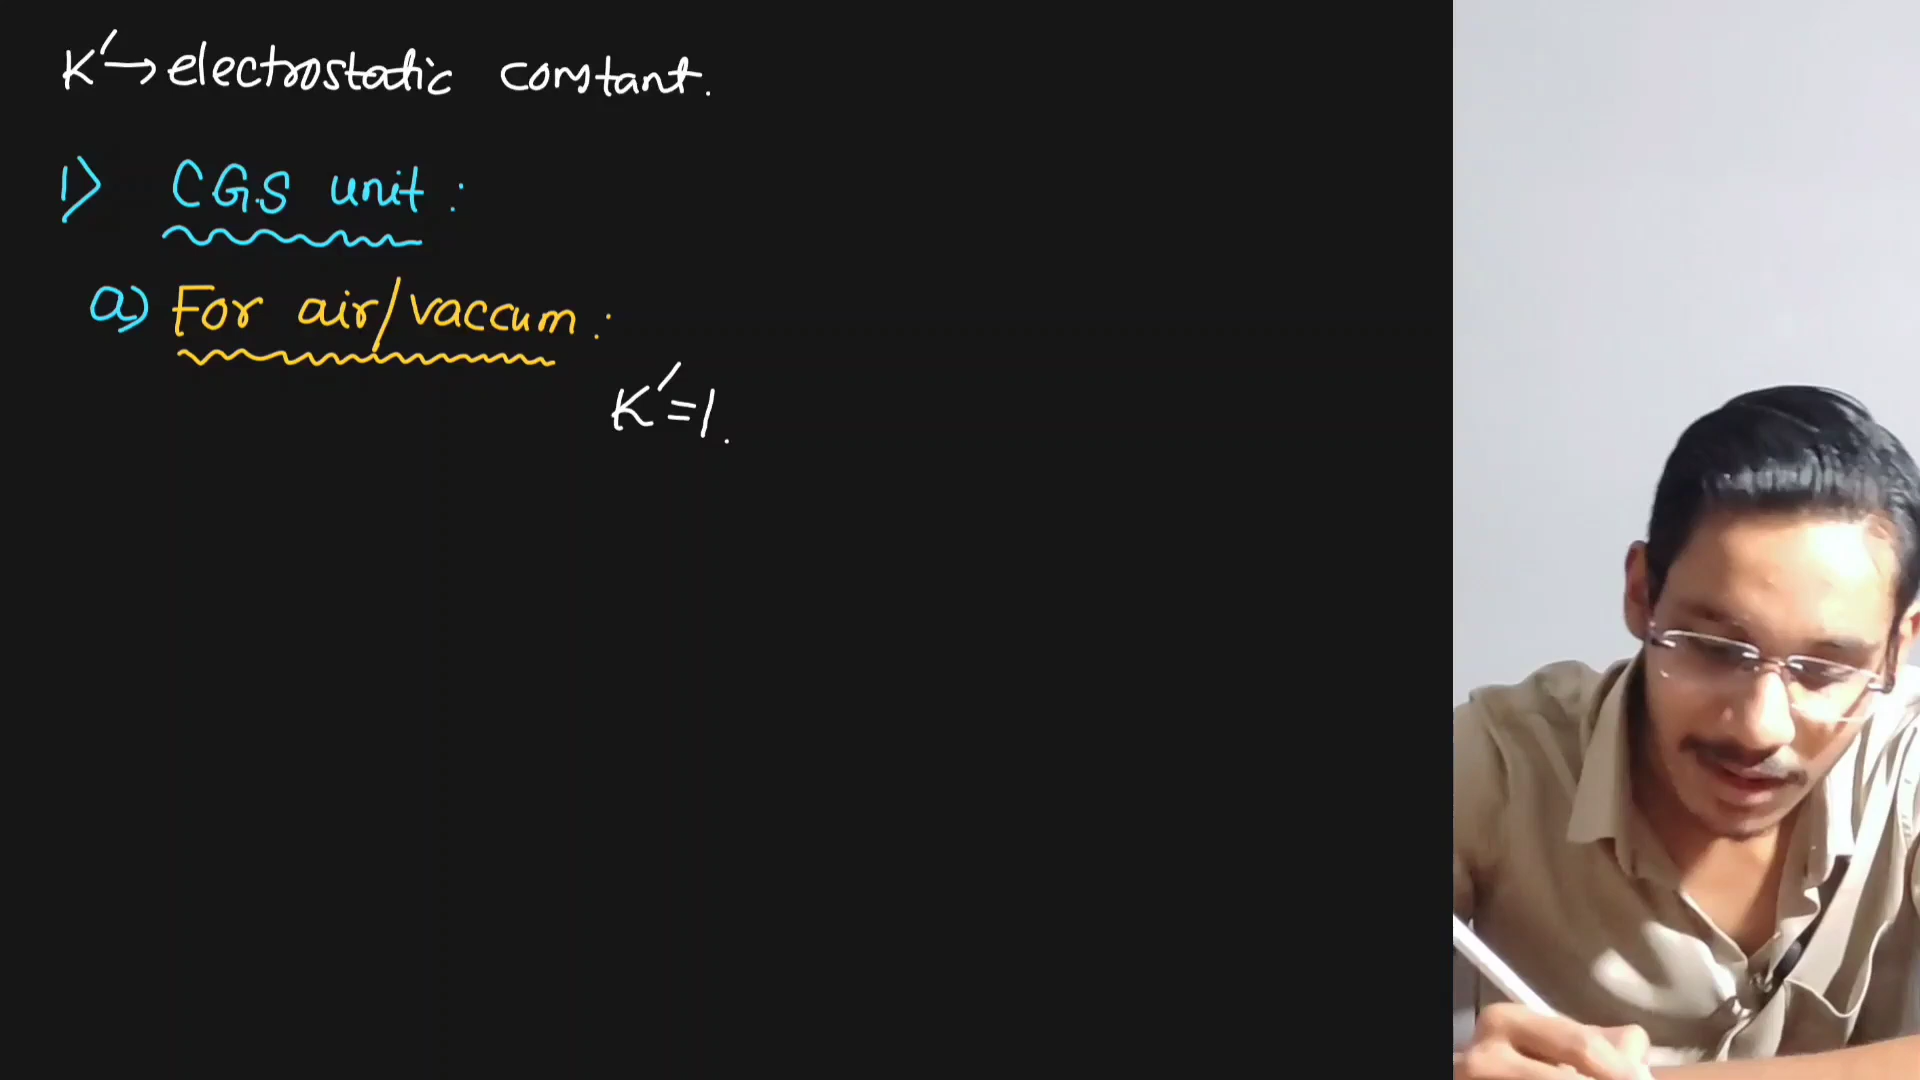 K′→electrostatic constant.
1) CGS unit:
a) For air/vaccum:
K′=1.